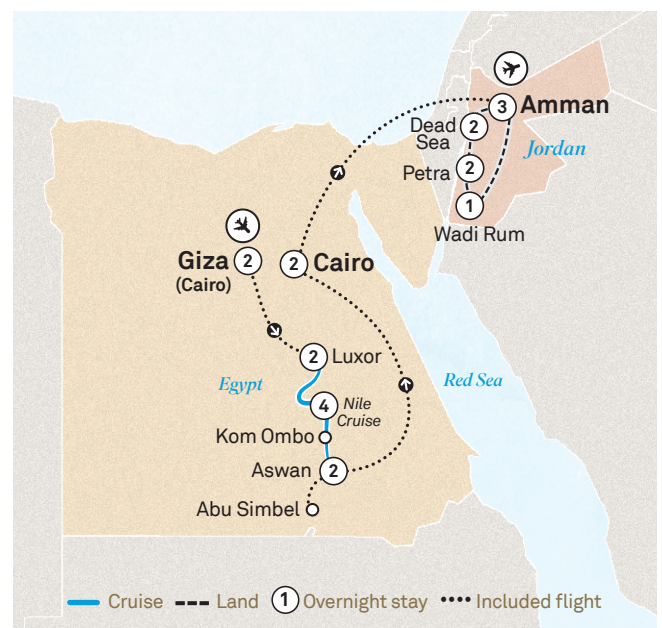 3 Amman
Dead
Sea
2
Jordan
Petra
2
1
Wadi Rum
Giza
(Cairo)
2
2 Cairo
2 Luxor
Egypt
Red Sea
4
Nile
Cruise
Kom Ombo
Aswan
2
Abu Simbel
Cruise Land 1 Overnight stay Included flight